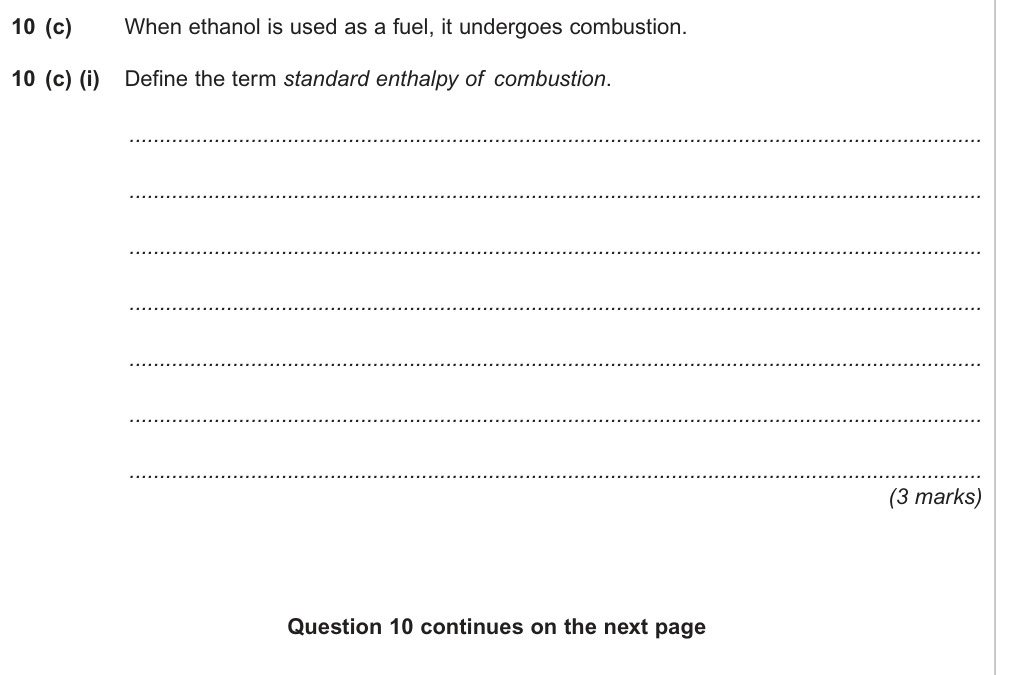 10 (c) When ethanol is used as a fuel, it undergoes combustion.
10 (c) (i) Define the term standard enthalpy of combustion.
(3 marks)
Question 10 continues on the next page